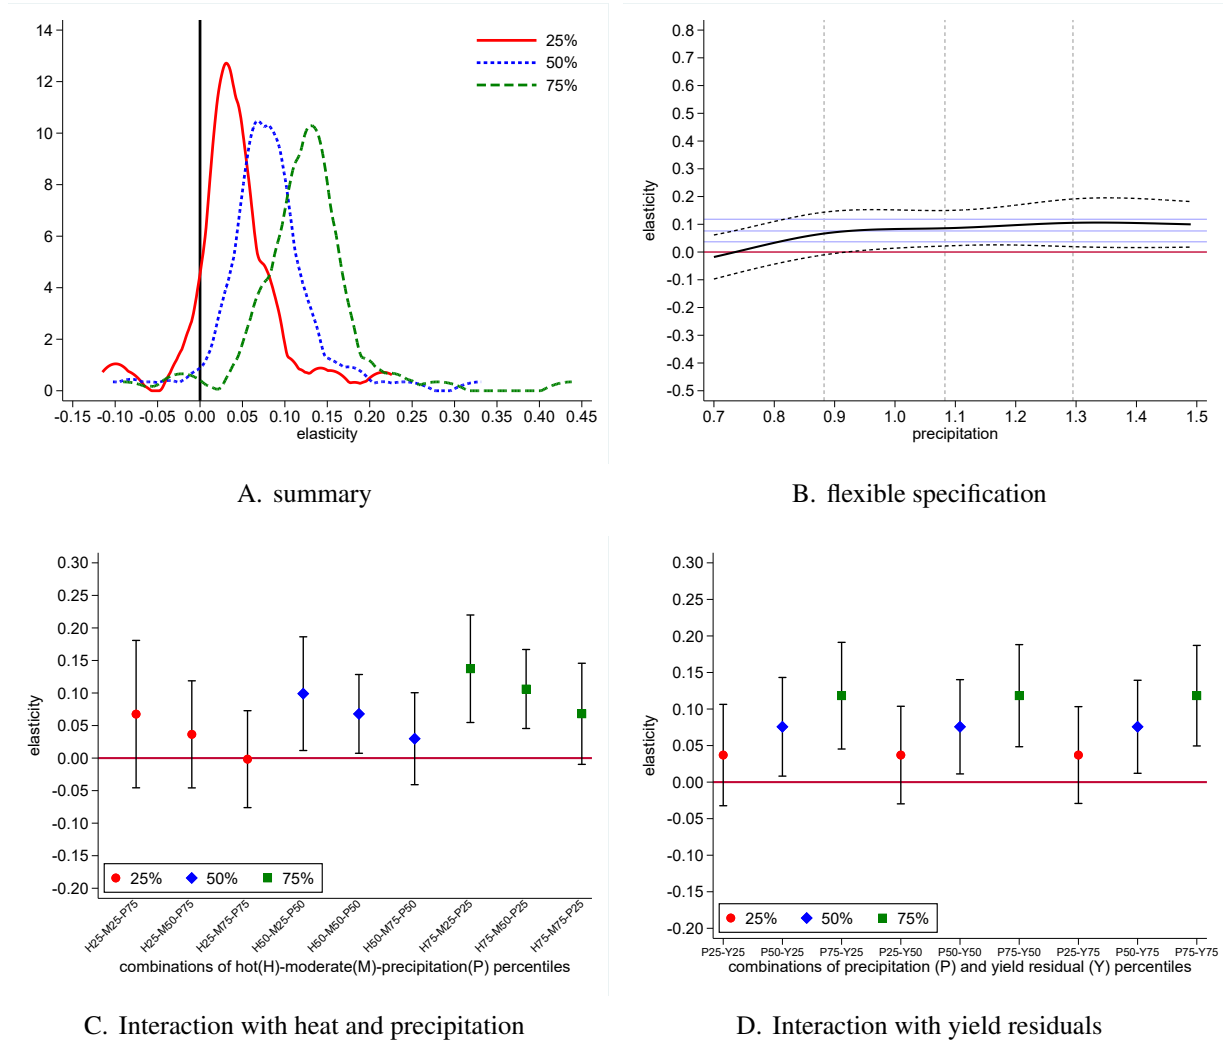 14
12
10
8
6
4
2
0
-0.15 -0.10 -0.05 0.00 0.05 0.10 0.15 0.20 0.25 0.30 0.35 0.40 0.45
elasticity
25%
50%
75%
A. summary
elasticity
0.8
0.7
0.6
0.5
0.4
0.3
0.2
0.1
0.0
-0.1
-0.2
-0.3
-0.4
-0.5
0.7 0.8 0.9 1.0 1.1 1.2 1.3 1.4 1.5
precipitation
B. flexible specification
elasticity
0.30
0.25
0.20
0.15
0.10
0.05
0.00
-0.05
-0.10
-0.15
-0.20
25% 50% 75%
H25-M25-P75 H25-M50-P75 H25-M75-P75 H50-M25-P50 H50-M50-P50 H50-M75-P50 H75-M25-P25 H75-M50-P25 H75-M75-P25
combinations of hot(H)-moderate(M)-precipitation(P) percentiles
C. Interaction with heat and precipitation
elasticity
0.30
0.25
0.20
0.15
0.10
0.05
0.00
-0.05
-0.10
-0.15
-0.20
25% 50% 75%
P25-Y25 P50-Y25 P75-Y25 P25-Y50 P50-Y50 P75-Y50 P25-Y75 P50-Y75 P75-Y75
combinations of precipitation (P) and yield residual (Y) percentiles
D. Interaction with yield residuals